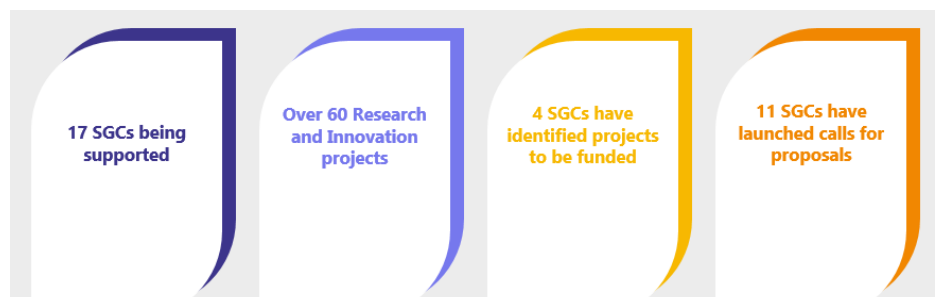 17 SGCs being
supported
Over 60 Research
and Innovation
projects
4 SGCs have
identified projects
to be funded
11 SGCs have
launched calls for
proposals